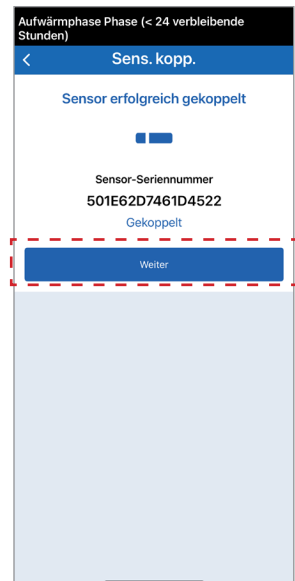 Aufwärmphase Phase (< 24 verbleibende
Stunden)
Sens. kopp.
Sensor erfolgreich gekoppelt
Sensor-Seriennummer
501E62D7461D4522
Gekoppelt
Weiter